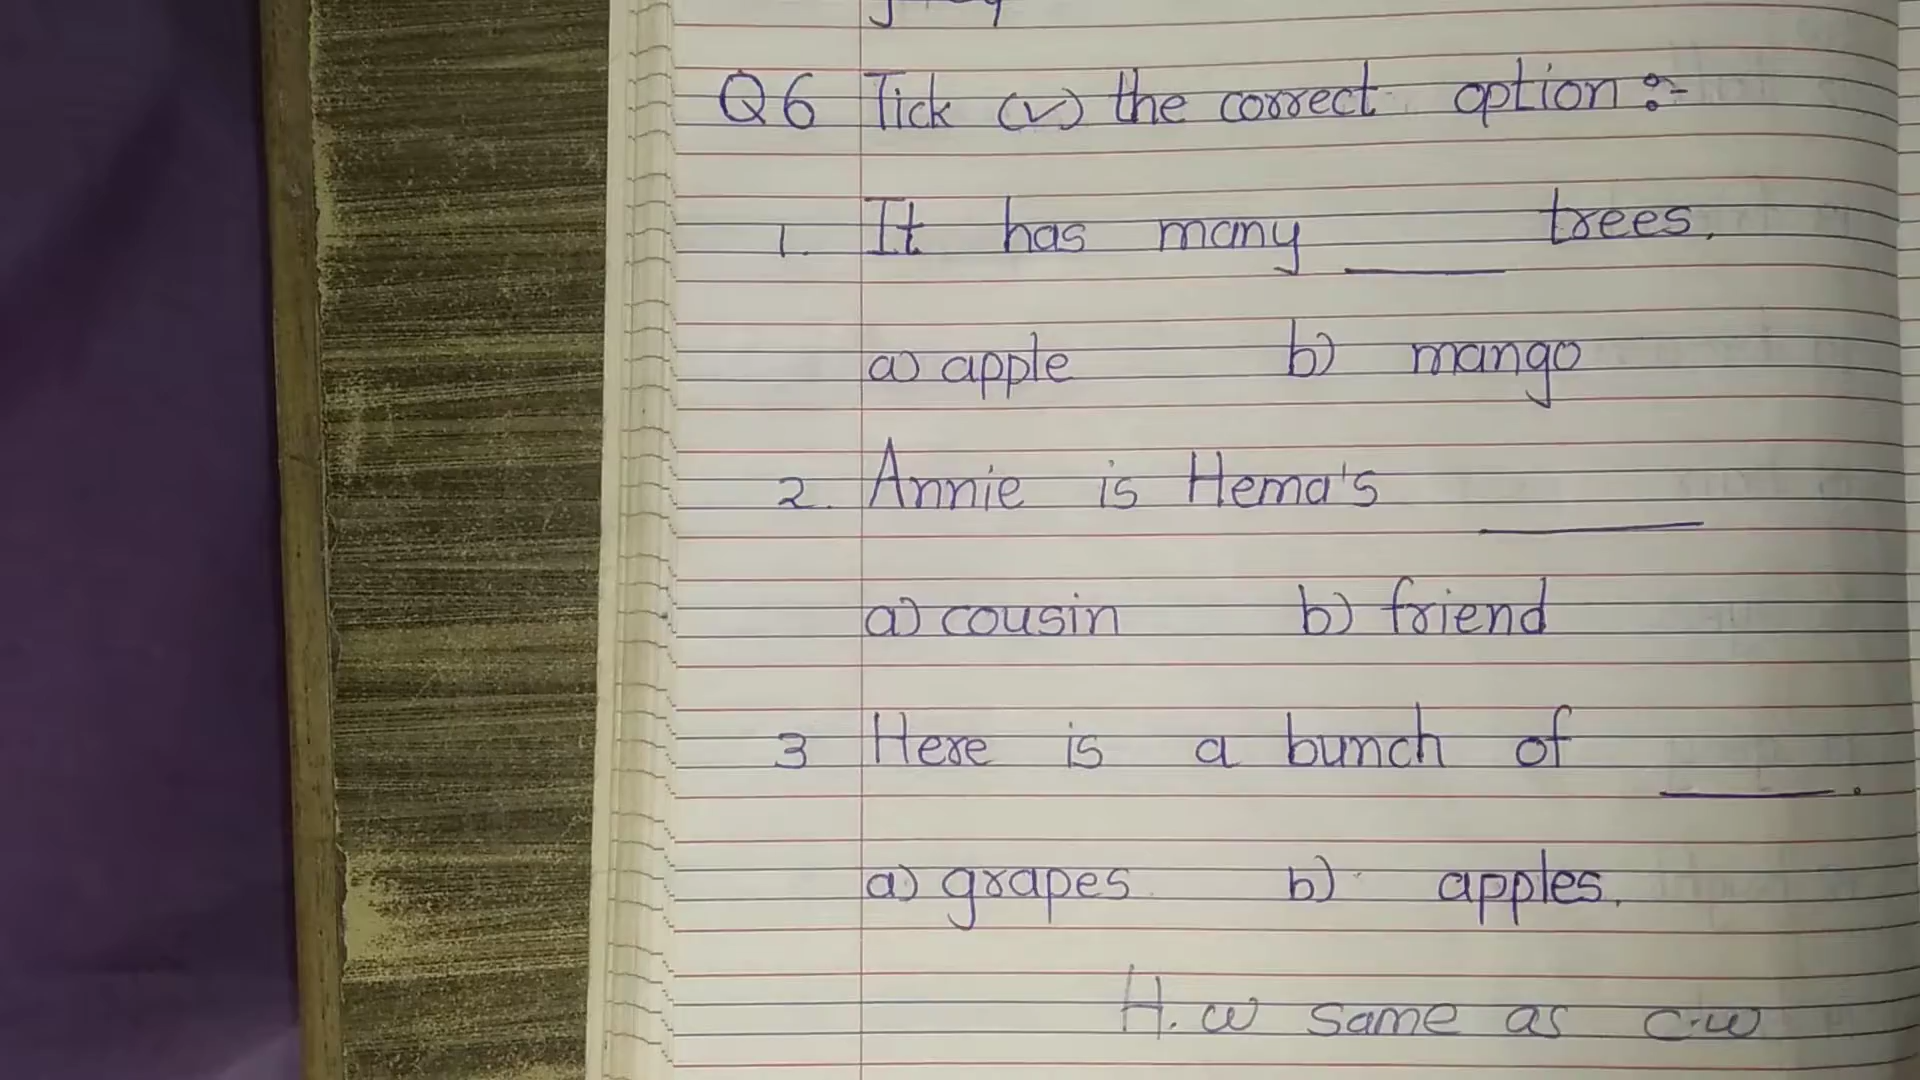 Q6 Tick (✓) the correct option :-
1. It has many ____ trees.
a) apple b) mango
2. Annie is Hema's ____
a) cousin b) friend
3 Here is a bunch of ____.
a) grapes b) apples.
H.w same as c.w